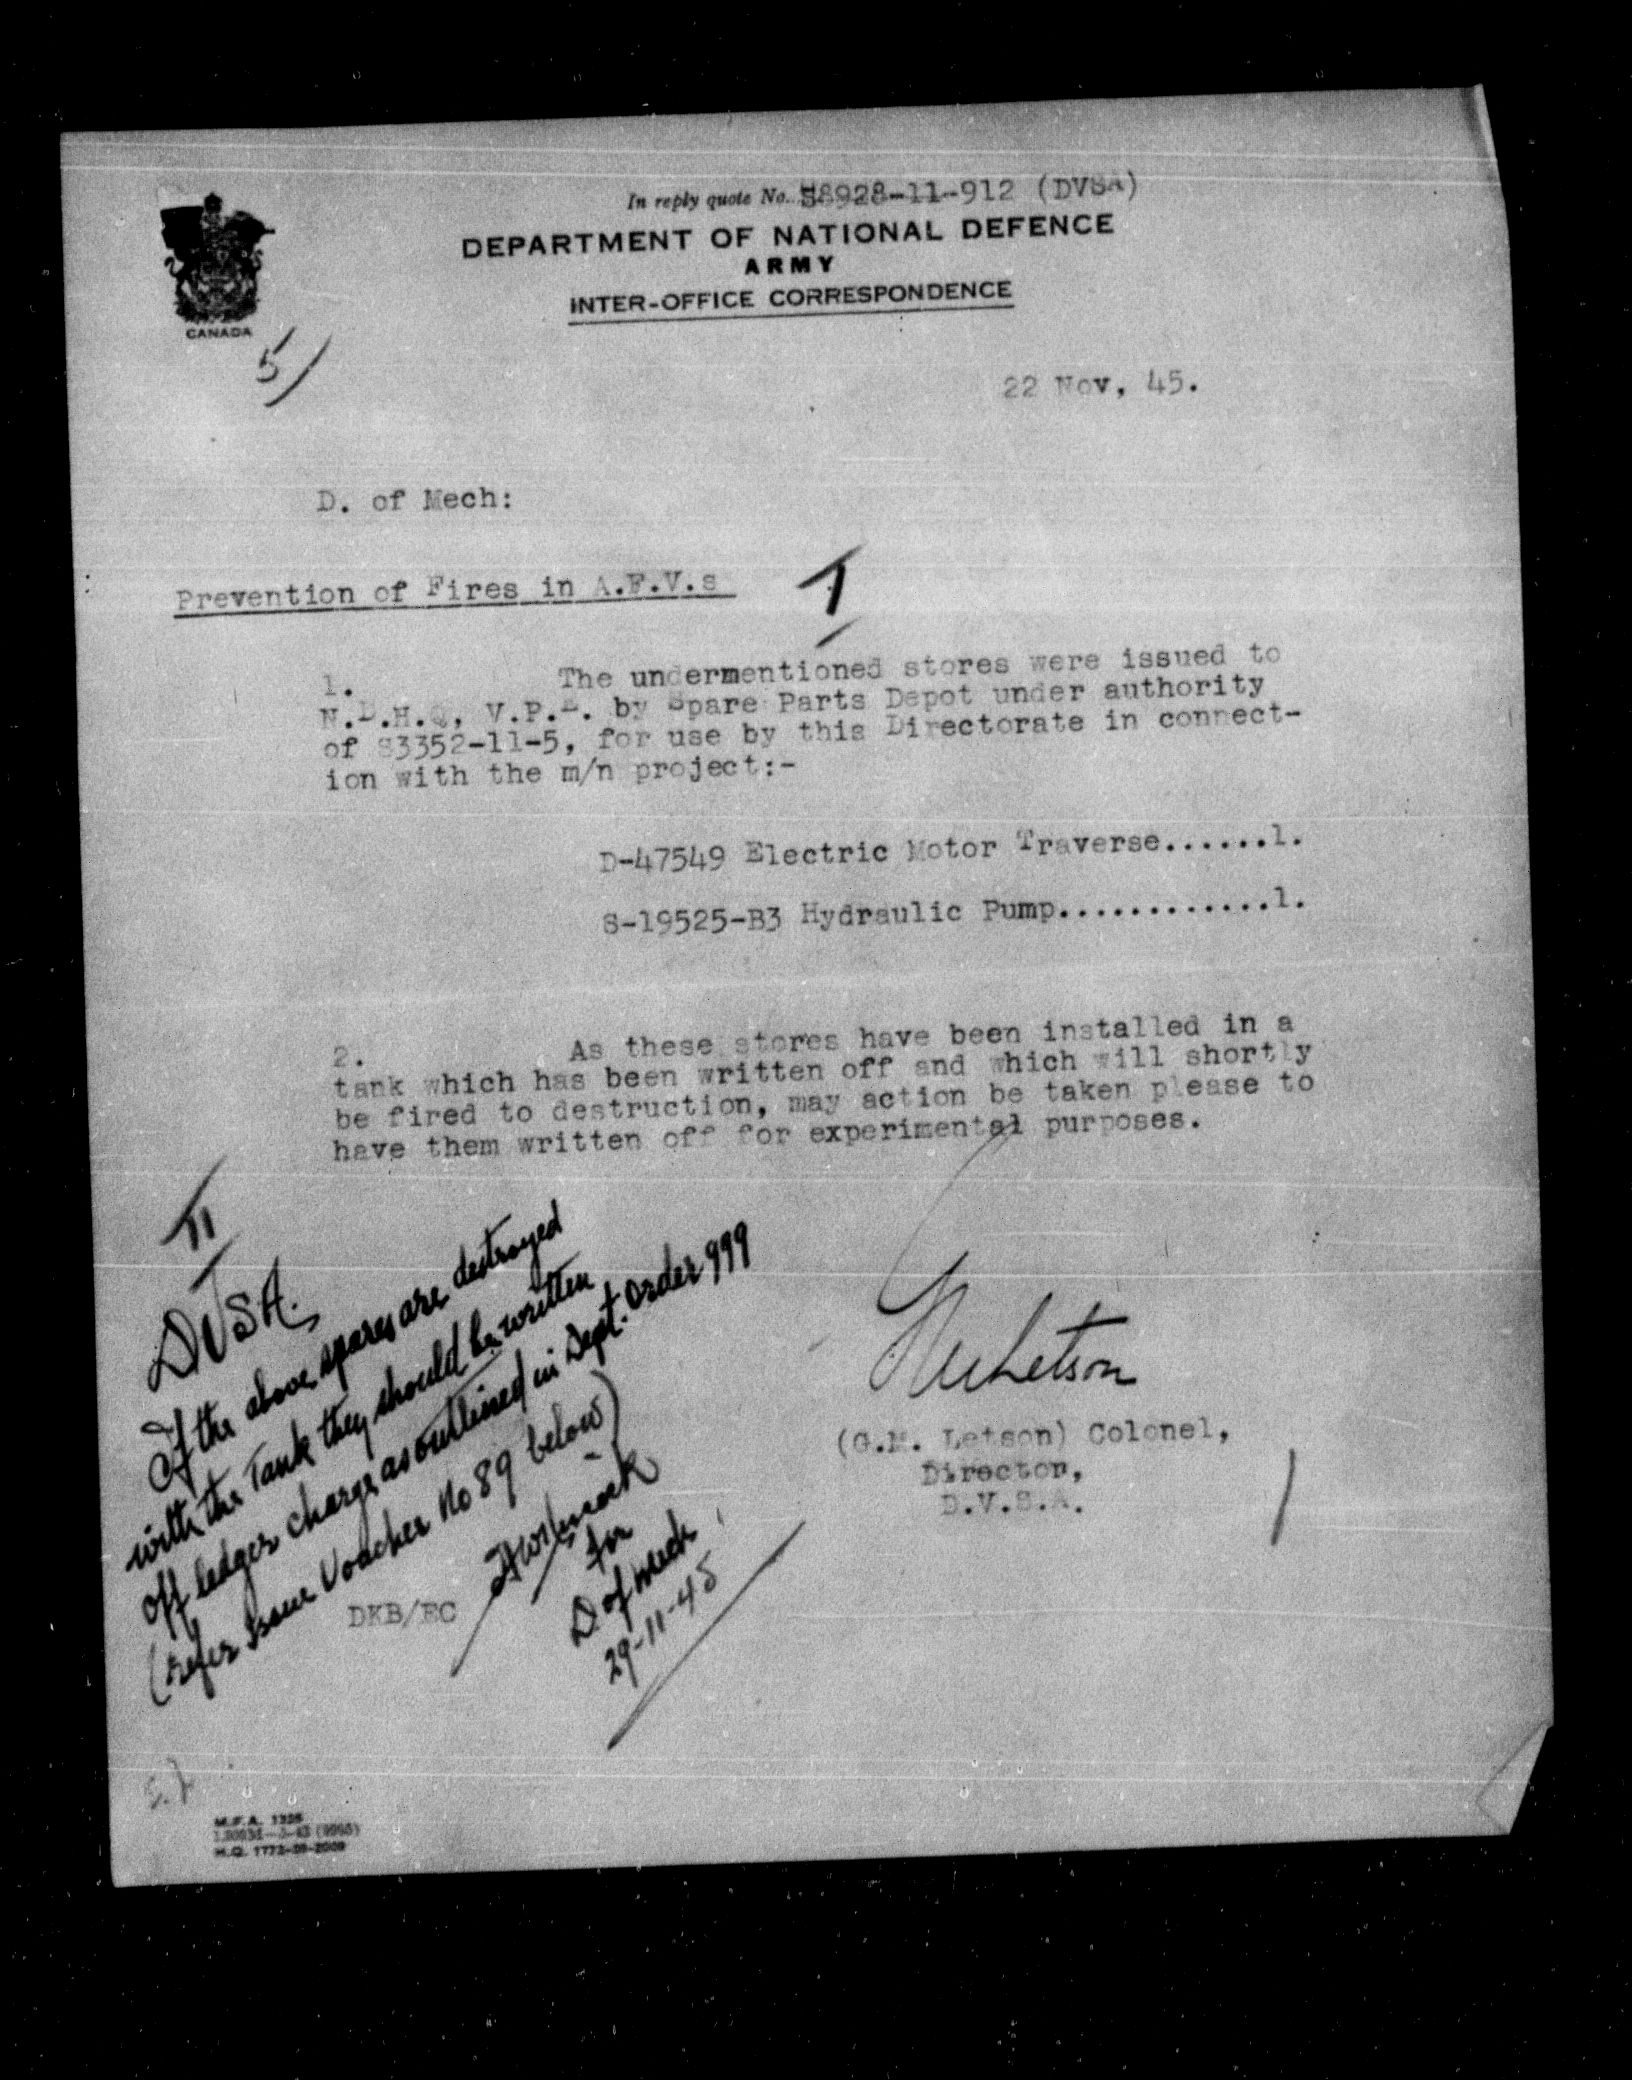 In reply quote No. S8928-11-912 (DVSA)
DEPARTMENT OF NATIONAL DEFENCE
ARMY
INTER-OFFICE CORRESPONDENCE
CANADA
5/
22 Nov, 45.
D. of Mech:
Prevention of Fires in A.F.V.s
I
1. The undermentioned stores were issued to
N.D.H.Q, V.P.E. by Spare Parts Depot under authority
of S3352-11-5, for use by this Directorate in connect-
ion with the m/n project:-
D-47549 Electric Motor Traverse......1.
S-19525-B3 Hydraulic Pump............1.
2. As these stores have been installed in a
tank which has been written off and which will shortly
be fired to destruction, may action be taken please to
have them written off for experimental purposes.
II
DVSA.
If the above spares are destroyed
with the Tank they should be written
off ledger charge as outlined in Dept. Order 999
(refer Issue Voucher No 89 below)
for
D of Mech
29-11-45
(G.M. Letson) Colonel,
Director,
D.V.S.A.
DKB/EC
M.F.A. 1326
H.Q. 1772-39-2009